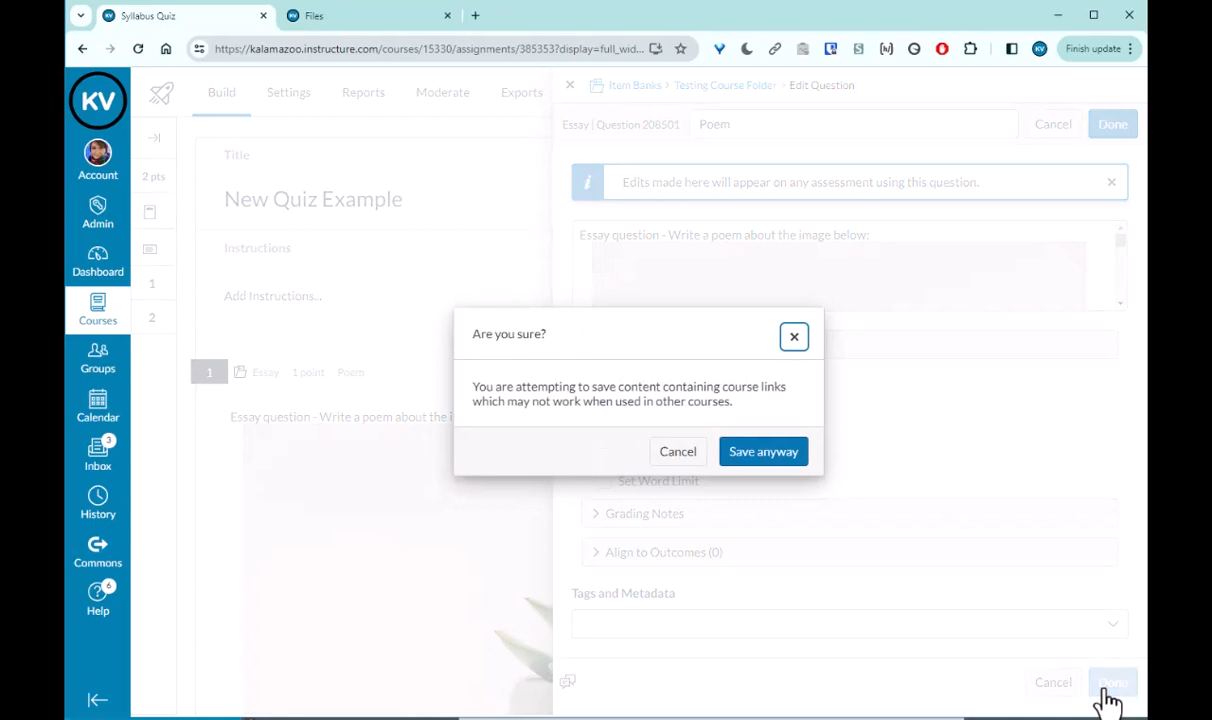 KV
Syllabus Quiz
KV
Files
https://kalamazoo.instructure.com/courses/15330/assignments/385353?display=full_wid...
KV
Finish update
KV
Account
Admin
Dashboard
Courses
Groups
Calendar
3
Inbox
History
Commons
6
Help
Build
Settings
Reports
Moderate
Exports
2 pts
1
2
Title
New Quiz Example
Instructions
Add Instructions...
1
Essay
1 point
Poem
Essay question - Write a poem about the i
Item Banks > Testing Course Folder > Edit Question
Essay | Question 208501
Poem
Cancel
Done
i
Edits made here will appear on any assessment using this question.
Essay question - Write a poem about the image below:
Are you sure?
You are attempting to save content containing course links
which may not work when used in other courses.
Cancel
Save anyway
Set Word Limit
Grading Notes
Align to Outcomes (0)
Tags and Metadata
Cancel
Done